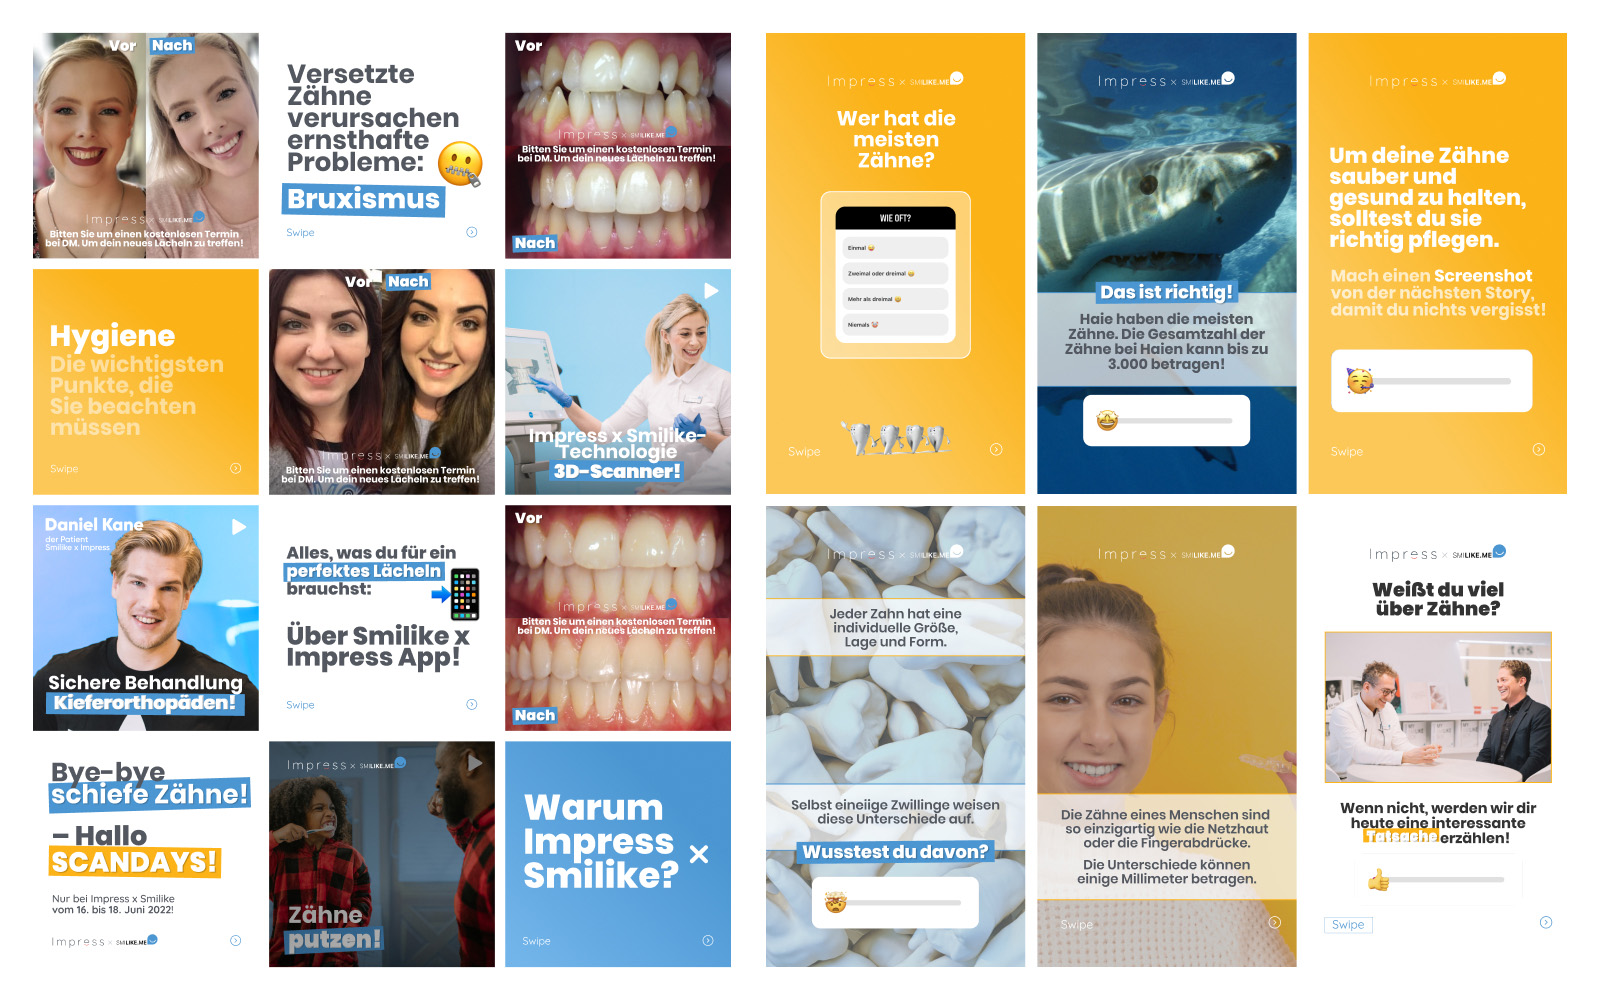 Vor Nach
Impress x SMILIKE.ME
Bitten Sie um einen kostenlosen Termin
bei DM. Um dein neues Lächeln zu treffen!
Versetzte
Zähne
verursachen
ernsthafte
Probleme:
Bruxismus
Swipe
Vor
Impress x SMILIKE.ME
Bitten Sie um einen kostenlosen Termin
bei DM. Um dein neues Lächeln zu treffen!
Nach
Hygiene
Die wichtigsten
Punkte, die
Sie beachten
müssen
Swipe
Vor Nach
Impress x SMILIKE.ME
Bitten Sie um einen kostenlosen Termin
bei DM. Um dein neues Lächeln zu treffen!
Impress x Smilike-
Technologie
3D-Scanner!
Daniel Kane
der Patient
Smilike x Impress
Sichere Behandlung
Kieferorthopäden!
Alles, was du für ein
perfektes Lächeln
brauchst:
Über Smilike x
Impress App!
Swipe
Vor
Impress x SMILIKE.ME
Bitten Sie um einen kostenlosen Termin
bei DM. Um dein neues Lächeln zu treffen!
Nach
Bye-bye
schiefe Zähne!
– Hallo
SCANDAYS!
Nur bei Impress x Smilike
vom 16. bis 18. Juni 2022!
Impress x SMILIKE.ME
Impress x SMILIKE.ME
Zähne
putzen!
Warum
Impress x
Smilike?
Swipe
Impress x SMILIKE.ME
Wer hat die
meisten
Zähne?
WIE OFT?
Einmal
Zweimal oder dreimal
Mehr als dreimal
Niemals
Swipe
Impress x SMILIKE.ME
Das ist richtig!
Haie haben die meisten
Zähne. Die Gesamtzahl der
Zähne bei Haien kann bis zu
3.000 betragen!
Impress x SMILIKE.ME
Um deine Zähne
sauber und
gesund zu halten,
solltest du sie
richtig pflegen.
Mach einen Screenshot
von der nächsten Story,
damit du nichts vergisst!
Swipe
Impress x SMILIKE.ME
Jeder Zahn hat eine
individuelle Größe,
Lage und Form.
Selbst eineiige Zwillinge weisen
diese Unterschiede auf.
Wusstest du davon?
Impress x SMILIKE.ME
Die Zähne eines Menschen sind
so einzigartig wie die Netzhaut
oder die Fingerabdrücke.
Die Unterschiede können
einige Millimeter betragen.
Swipe
Impress x SMILIKE.ME
Weißt du viel
über Zähne?
tes
Wenn nicht, werden wir dir
heute eine interessante
Tatsache erzählen!
Swipe